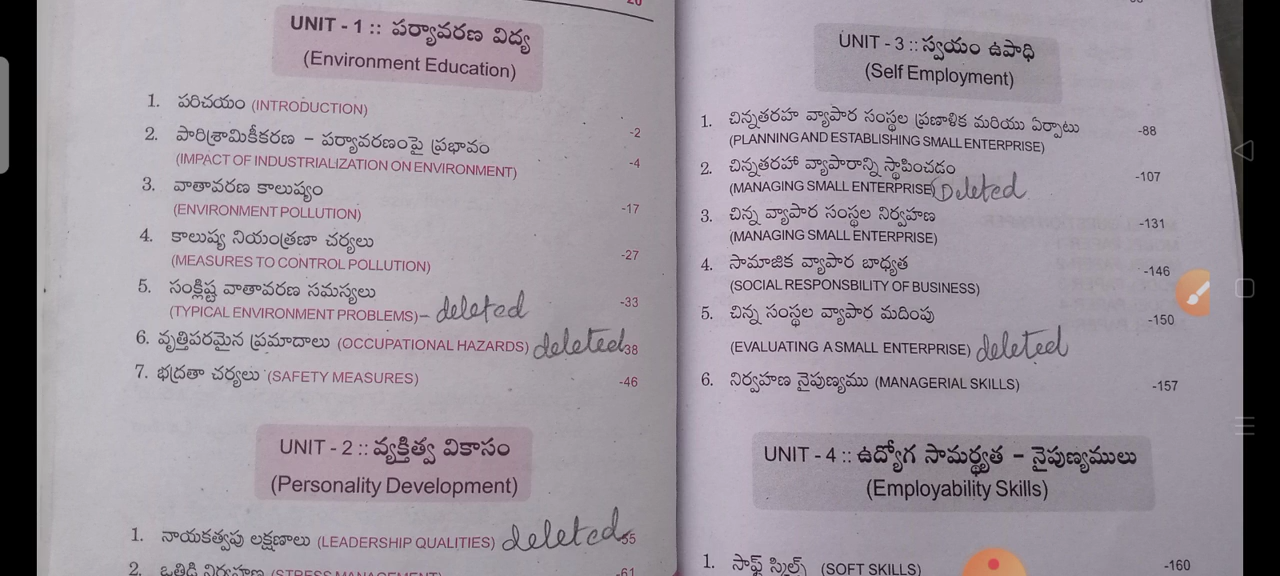 20
UNIT - 1 :: పర్యావరణ విద్య
(Environment Education)
1. పరిచయం (INTRODUCTION) -2
2. పారిశ్రామికీకరణ – పర్యావరణంపై ప్రభావం
(IMPACT OF INDUSTRIALIZATION ON ENVIRONMENT) -4
3. వాతావరణ కాలుష్యం
(ENVIRONMENT POLLUTION) -17
4. కాలుష్య నియంత్రణా చర్యలు
(MEASURES TO CONTROL POLLUTION) -27
5. సంక్లిష్ట వాతావరణ సమస్యలు
(TYPICAL ENVIRONMENT PROBLEMS) – deleted -33
6. వృత్తిపరమైన ప్రమాదాలు (OCCUPATIONAL HAZARDS) deleted 38
7. భద్రతా చర్యలు (SAFETY MEASURES) -46
UNIT - 2 :: వ్యక్తిత్వ వికాసం
(Personality Development)
1. నాయకత్వపు లక్షణాలు (LEADERSHIP QUALITIES) deleted 55
2. ఒత్తిడి నిర్వహణ (STRESS MANAGEMENT) -61
UNIT - 3 :: స్వయం ఉపాధి
(Self Employment)
1. చిన్నతరహ వ్యాపార సంస్థల ప్రణాళిక మరియు ఏర్పాటు -88
(PLANNING AND ESTABLISHING SMALL ENTERPRISE)
2. చిన్నతరహా వ్యాపారాన్ని స్థాపించడం -107
(MANAGING SMALL ENTERPRISE) Deleted
3. చిన్న వ్యాపార సంస్థల నిర్వహణ -131
(MANAGING SMALL ENTERPRISE)
4. సామాజిక వ్యాపార బాధ్యత -146
(SOCIAL RESPONSBILITY OF BUSINESS)
5. చిన్న సంస్థల వ్యాపార మదింపు -150
(EVALUATING A SMALL ENTERPRISE) deleted
6. నిర్వహణ నైపుణ్యము (MANAGERIAL SKILLS) -157
UNIT - 4 :: ఉద్యోగ సామర్థ్యత – నైపుణ్యములు
(Employability Skills)
1. సాఫ్ట్ స్కిల్స్ (SOFT SKILLS) -160